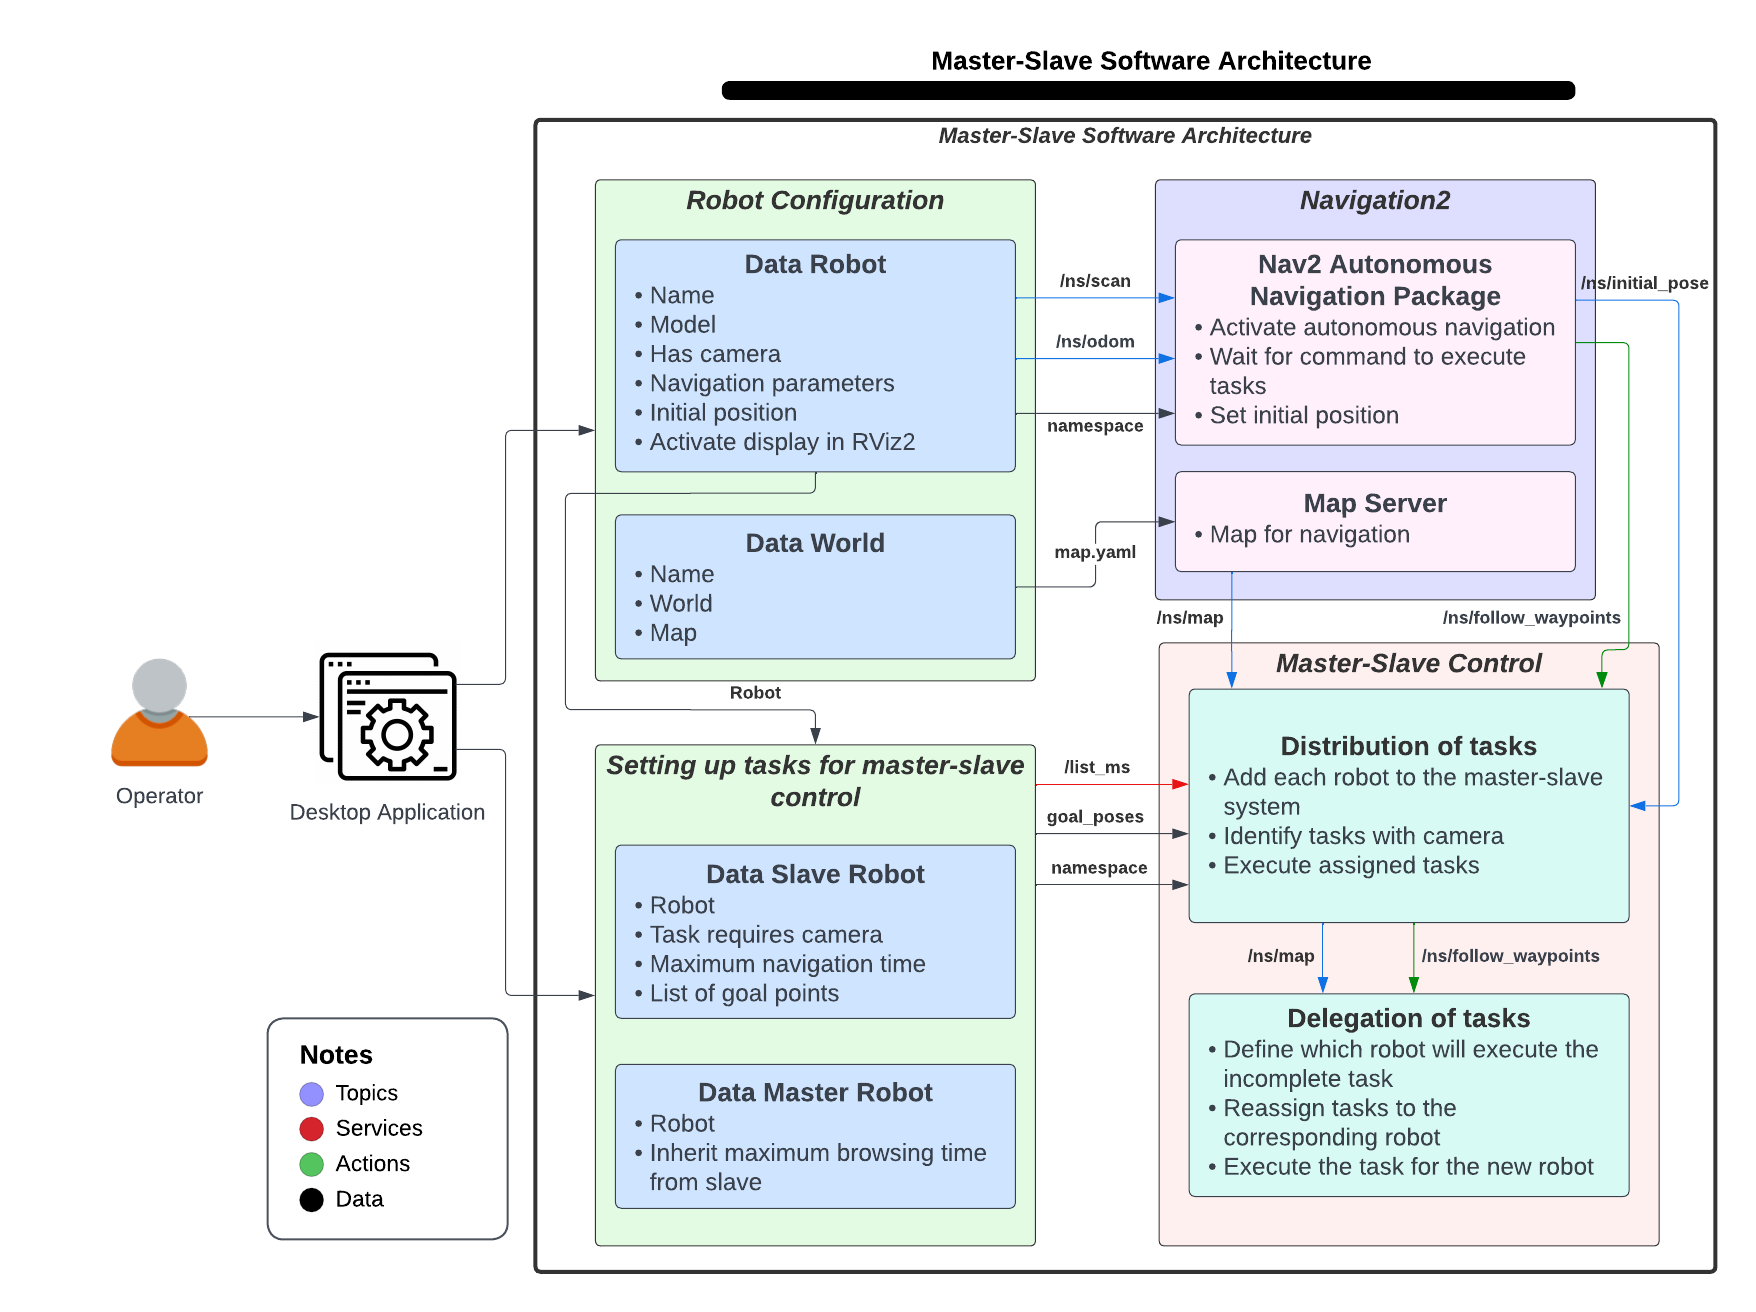 Master-Slave Software Architecture
Master-Slave Software Architecture
Robot Configuration
Data Robot
• Name
• Model
• Has camera
• Navigation parameters
• Initial position
• Activate display in RViz2
Data World
• Name
• World
• Map
/ns/scan
/ns/odom
namespace
map.yaml
Navigation2
Nav2 Autonomous
Navigation Package
• Activate autonomous navigation
• Wait for command to execute
tasks
• Set initial position
Map Server
• Map for navigation
/ns/initial_pose
/ns/map
/ns/follow_waypoints
Robot
Operator
Desktop Application
Setting up tasks for master-slave
control
Data Slave Robot
• Robot
• Task requires camera
• Maximum navigation time
• List of goal points
Data Master Robot
• Robot
• Inherit maximum browsing time
from slave
/list_ms
goal_poses
namespace
Master-Slave Control
Distribution of tasks
• Add each robot to the master-slave
system
• Identify tasks with camera
• Execute assigned tasks
/ns/map
/ns/follow_waypoints
Delegation of tasks
• Define which robot will execute the
incomplete task
• Reassign tasks to the
corresponding robot
• Execute the task for the new robot
Notes
Topics
Services
Actions
Data